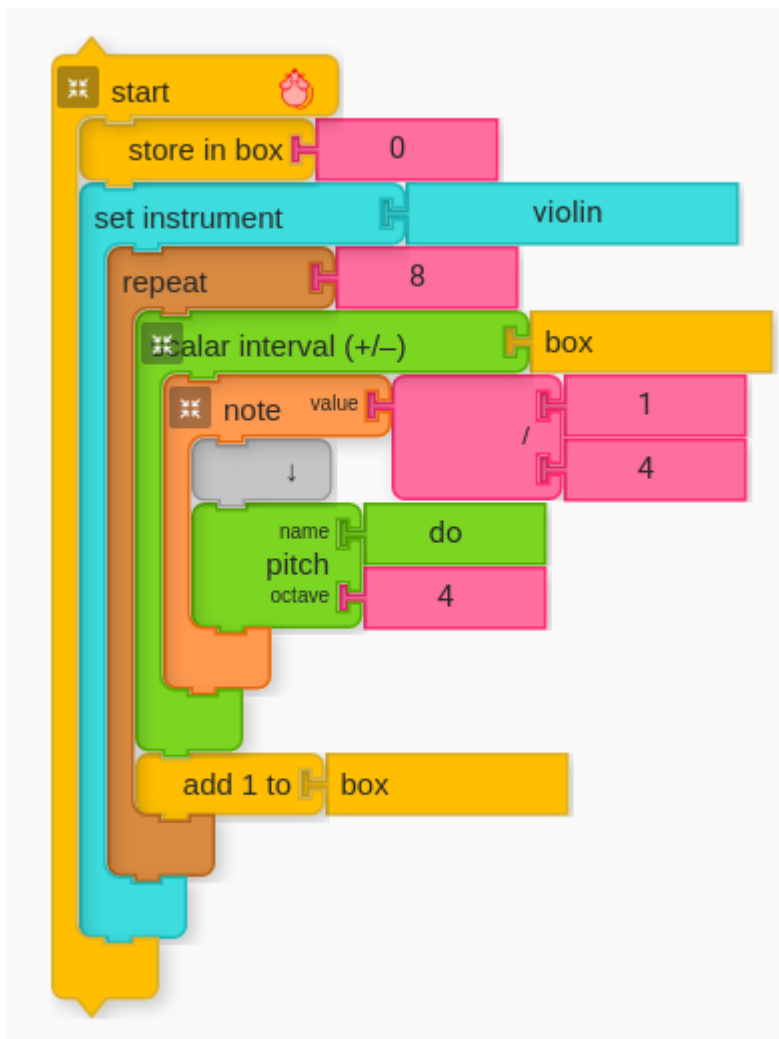 start
store in box 0
set instrument violin
repeat 8
scalar interval (+/–) box
note value 1
/
4
↓
name do
pitch
octave 4
add 1 to box